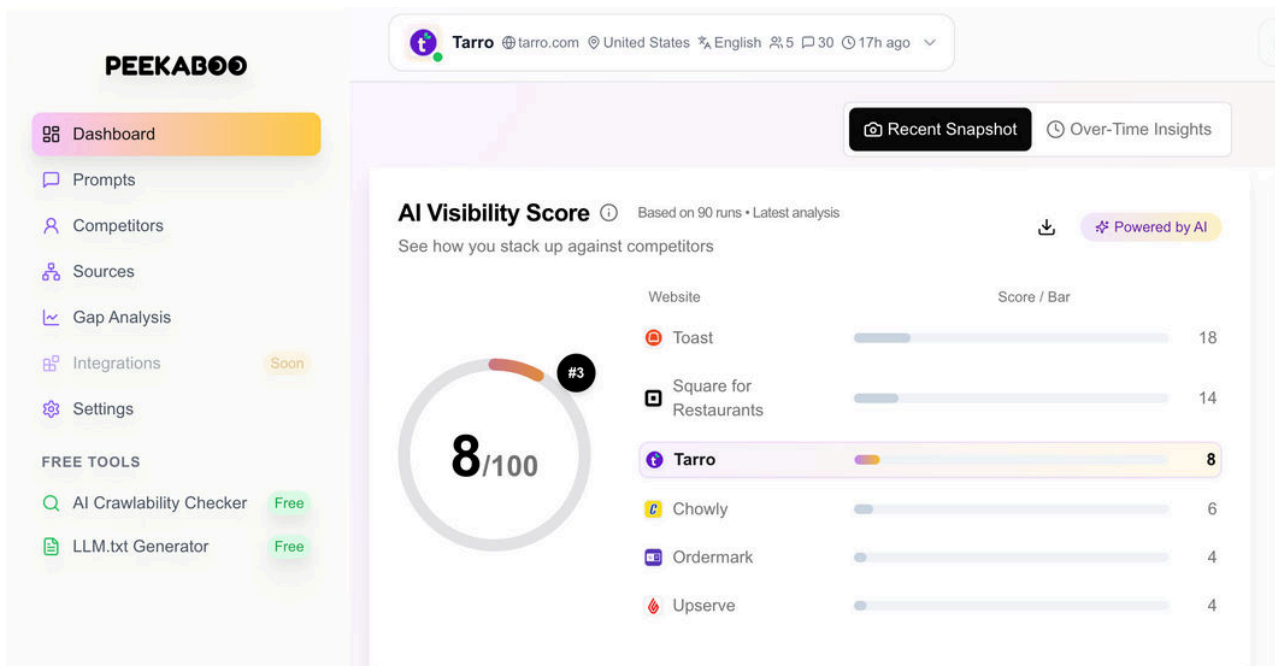 PEEKABOO
Dashboard
Prompts
Competitors
Sources
Gap Analysis
Integrations Soon
Settings
FREE TOOLS
AI Crawlability Checker Free
LLM.txt Generator Free
Tarro tarro.com United States English 5 30 17h ago
Recent Snapshot Over-Time Insights
AI Visibility Score Based on 90 runs • Latest analysis
See how you stack up against competitors
Powered by AI
#3
8/100
Website Score / Bar
Toast 18
Square for
Restaurants 14
Tarro 8
Chowly 6
Ordermark 4
Upserve 4